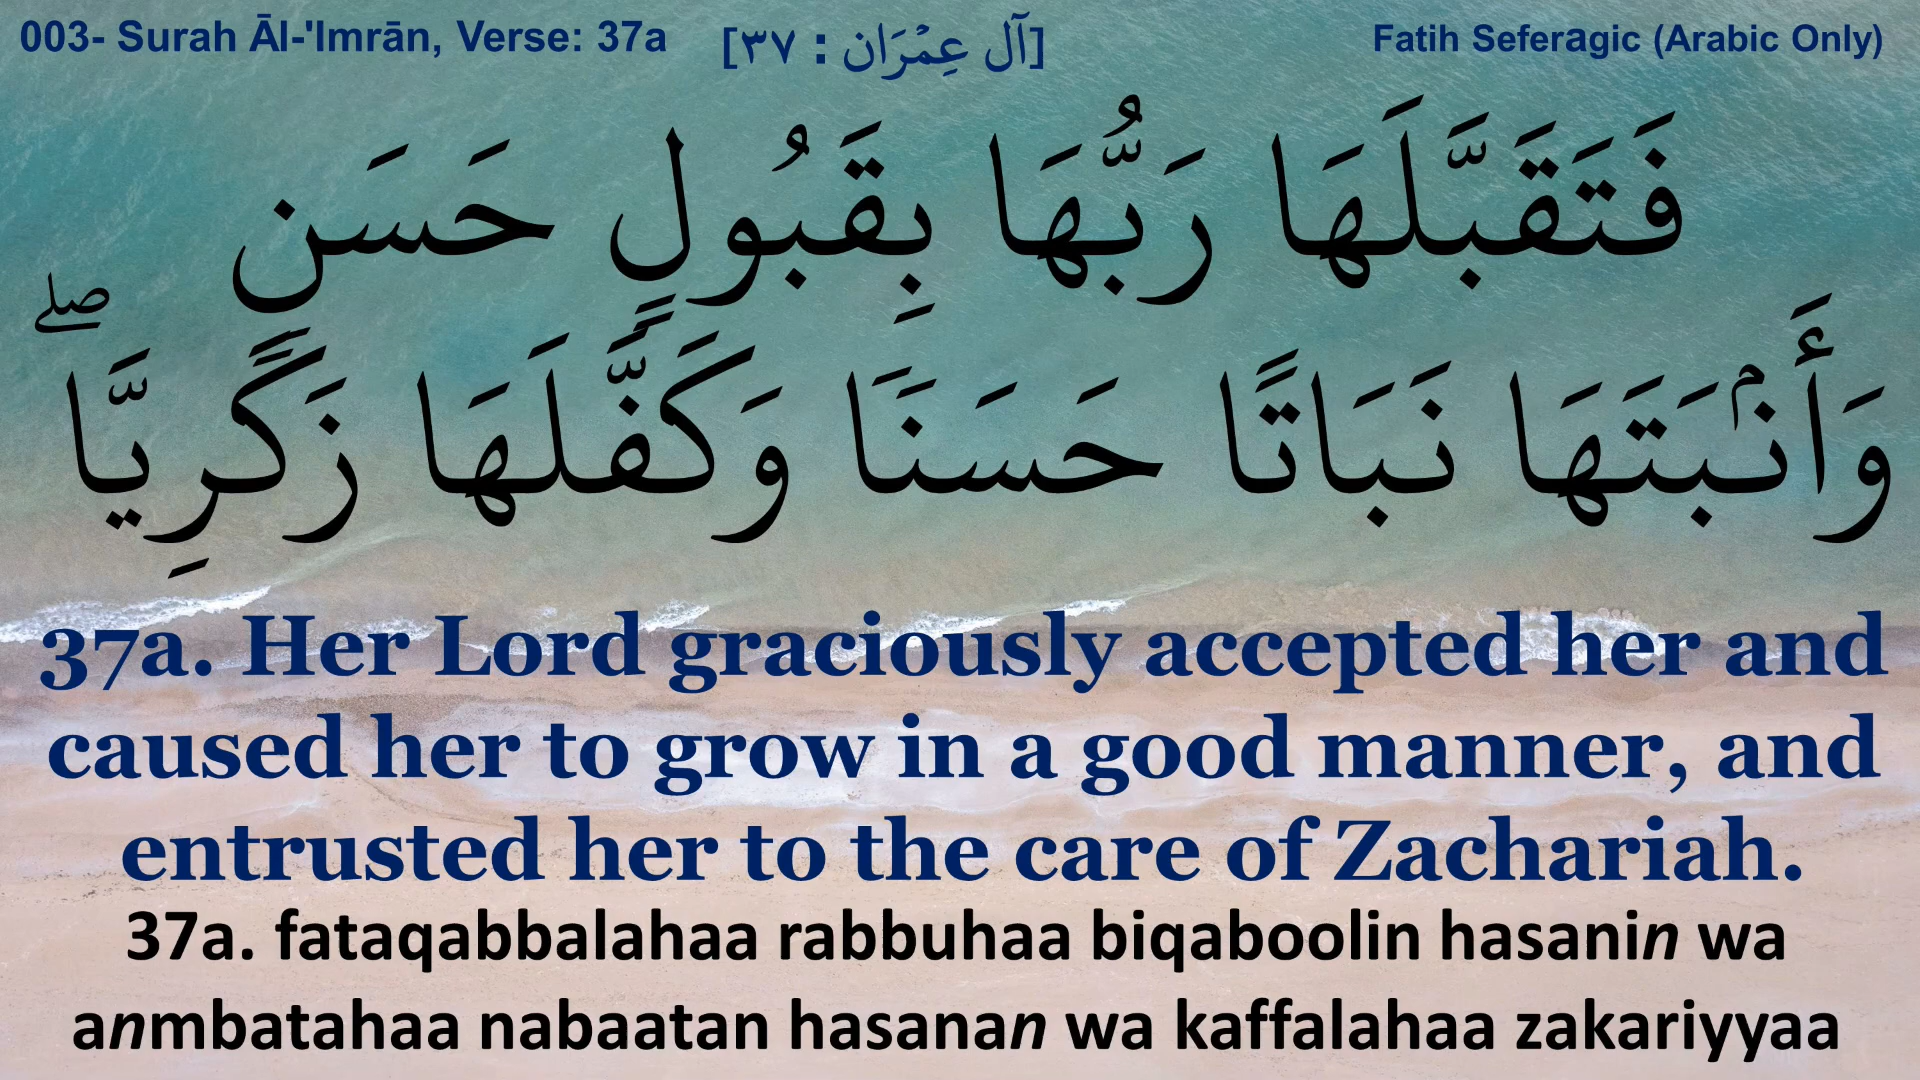 003- Surah Āl-'Imrān, Verse: 37a
[آل عِمْرَان : ٣٧]
Fatih Seferagic (Arabic Only)
فَتَقَبَّلَهَا رَبُّهَا بِقَبُولٍ حَسَنٖ
وَأَنۢبَتَهَا نَبَاتًا حَسَنٗا وَكَفَّلَهَا زَكَرِيَّاۖ
37a. Her Lord graciously accepted her and
caused her to grow in a good manner, and
entrusted her to the care of Zachariah.
37a. fataqabbalahaa rabbuhaa biqaboolin hasanin wa
anmbatahaa nabaatan hasanan wa kaffalahaa zakariyyaa